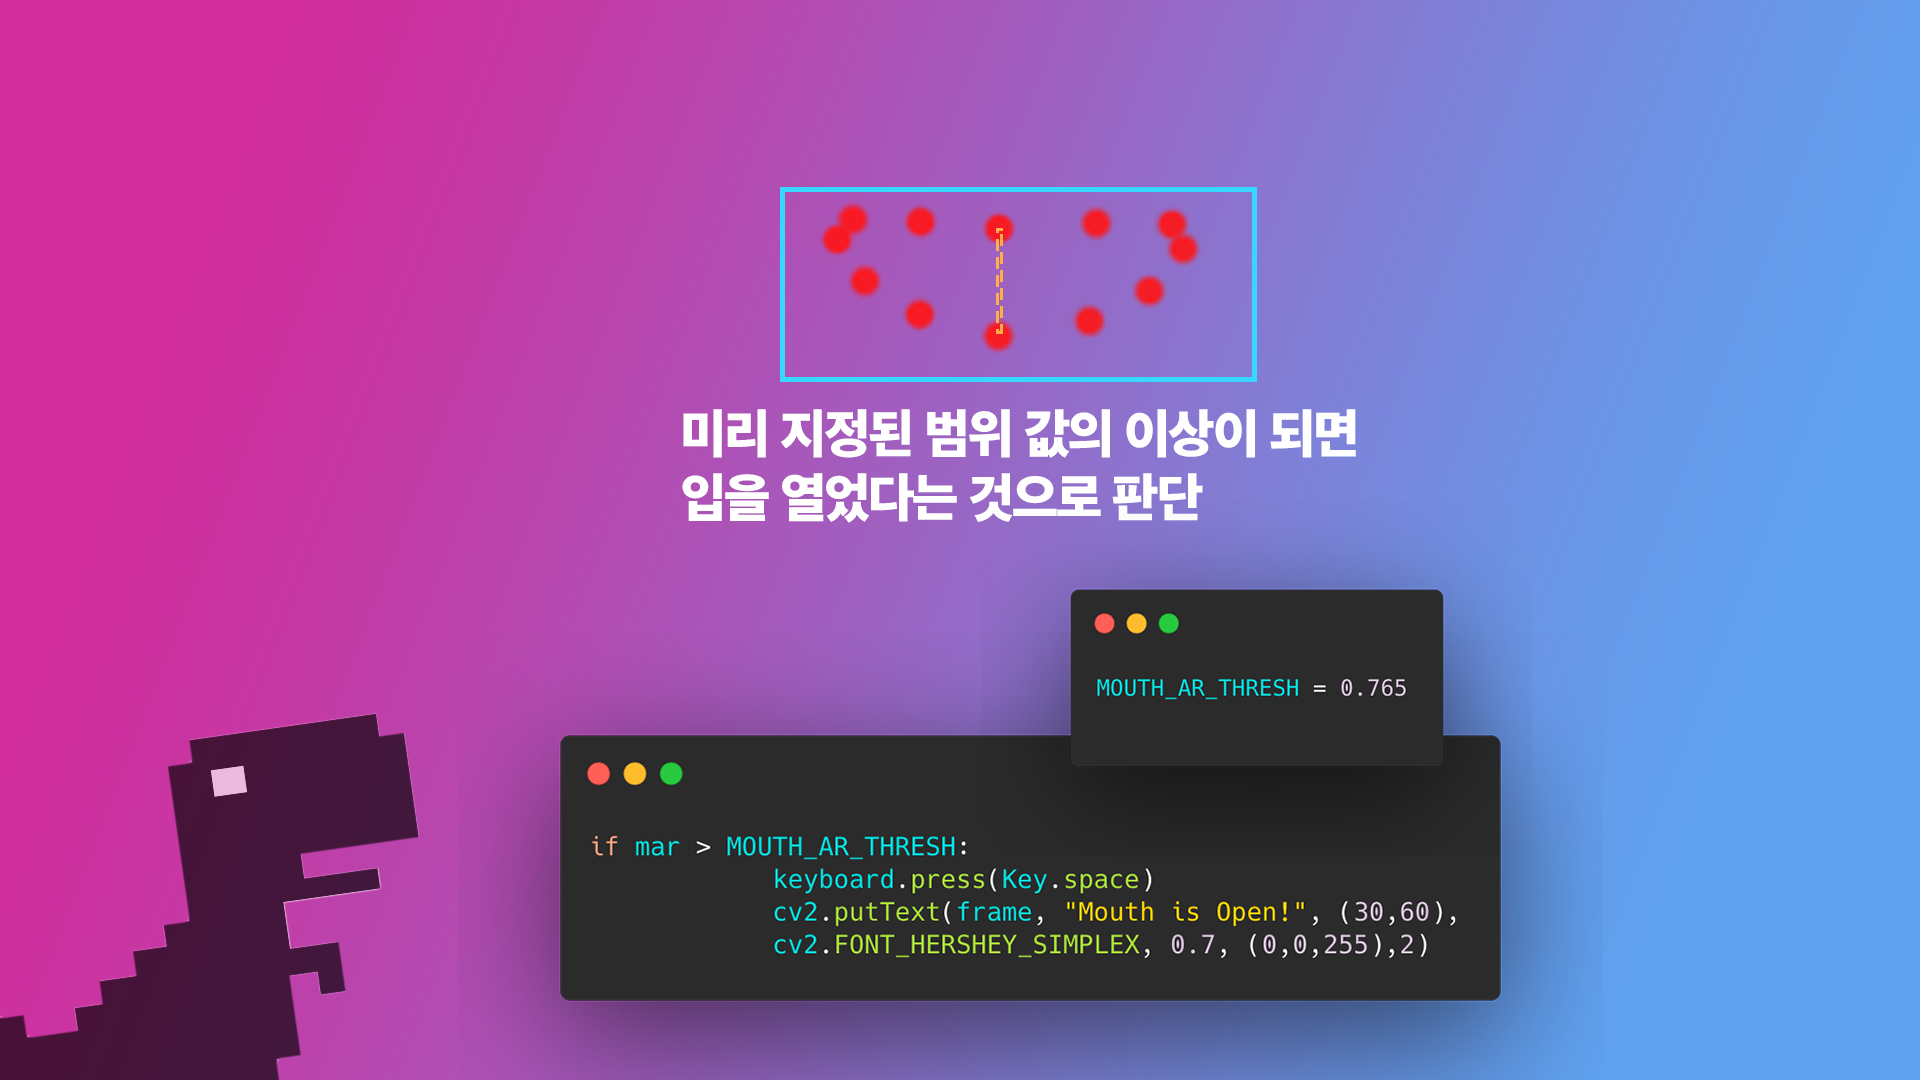 미리 지정된 범위 값의 이상이 되면
입을 열었다는 것으로 판단
MOUTH_AR_THRESH = 0.765
if mar > MOUTH_AR_THRESH:
keyboard.press(Key.space)
cv2.putText(frame, "Mouth is Open!", (30,60),
cv2.FONT_HERSHEY_SIMPLEX, 0.7, (0,0,255),2)